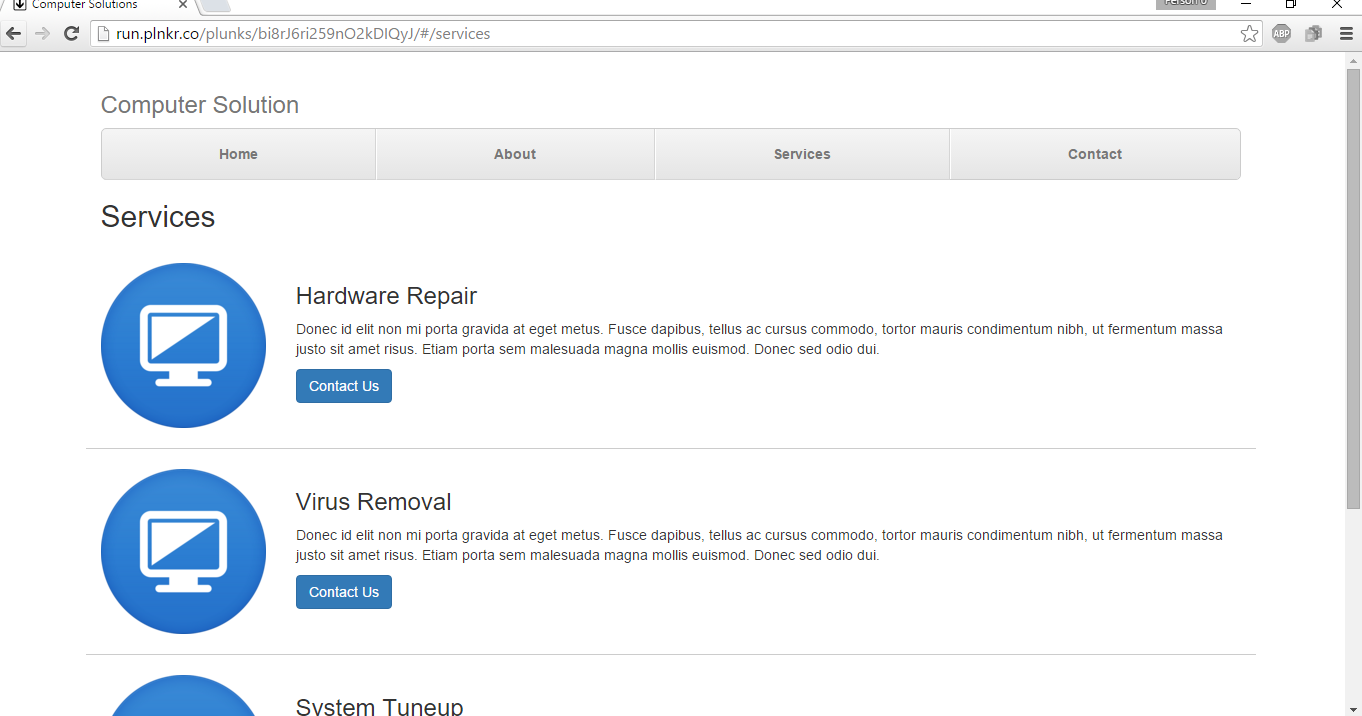 Computer Solutions
Person 0
run.plnkr.co/plunks/bi8rJ6ri259nO2kDIQyJ/#/services
ABP
Computer Solution
Home
About
Services
Contact
Services
Hardware Repair
Donec id elit non mi porta gravida at eget metus. Fusce dapibus, tellus ac cursus commodo, tortor mauris condimentum nibh, ut fermentum massa
justo sit amet risus. Etiam porta sem malesuada magna mollis euismod. Donec sed odio dui.
Contact Us
Virus Removal
Donec id elit non mi porta gravida at eget metus. Fusce dapibus, tellus ac cursus commodo, tortor mauris condimentum nibh, ut fermentum massa
justo sit amet risus. Etiam porta sem malesuada magna mollis euismod. Donec sed odio dui.
Contact Us
System Tuneup